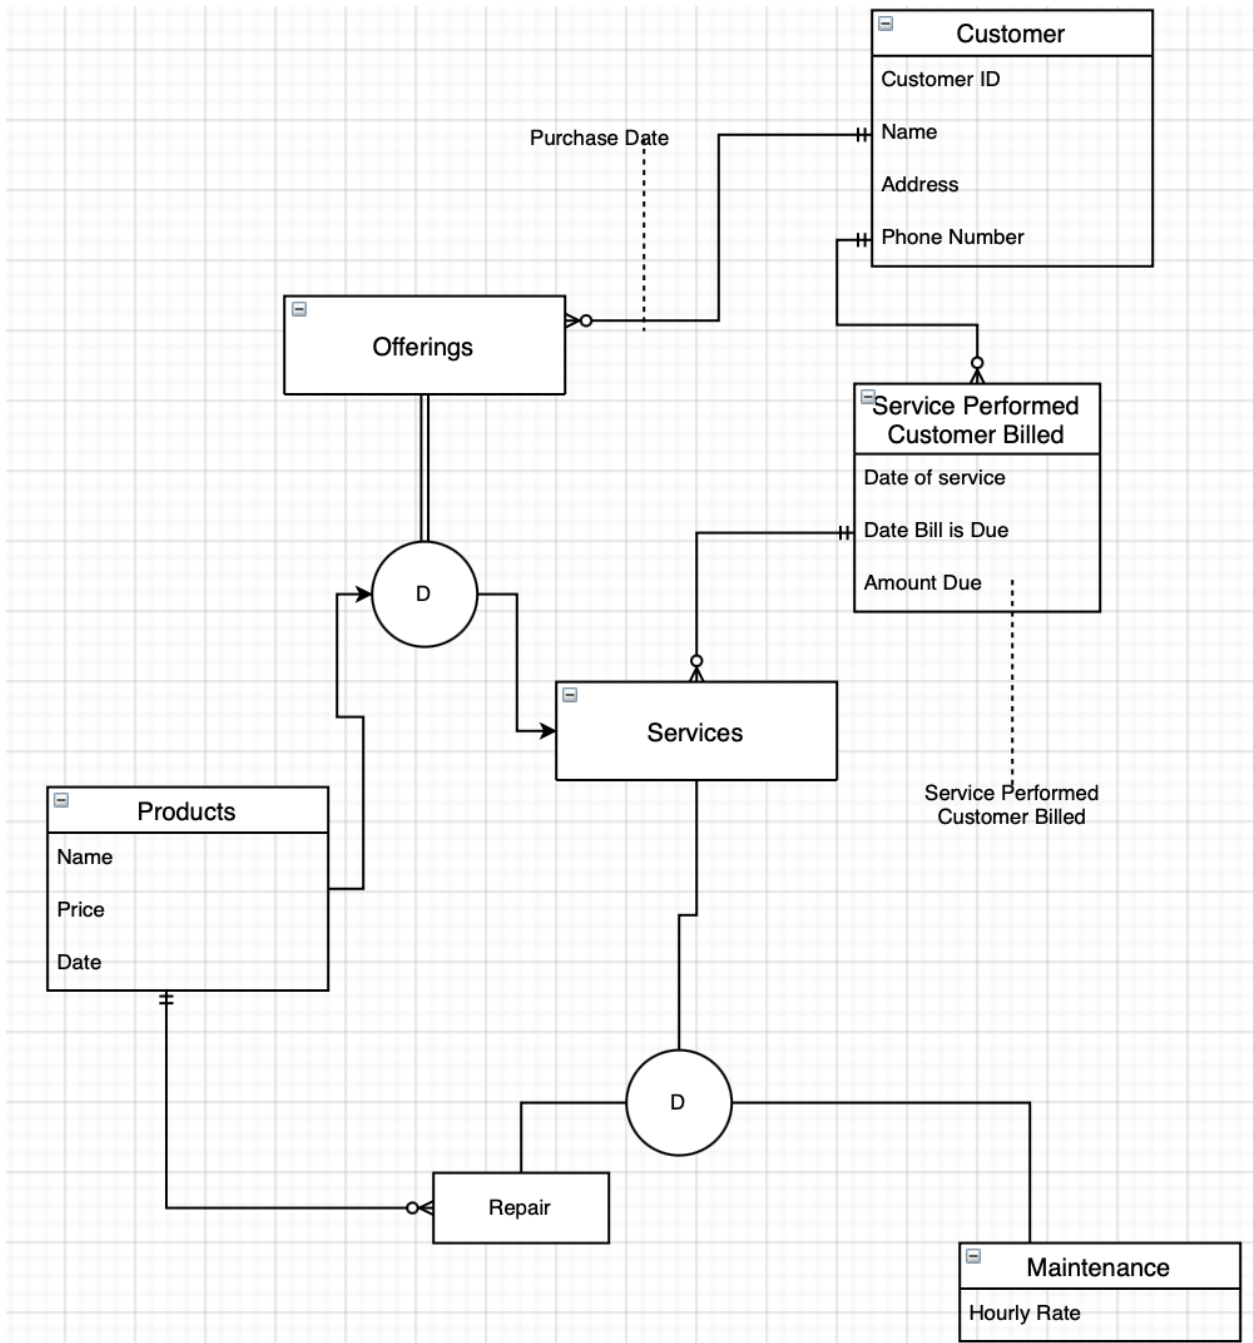 Customer
Customer ID
Name
Address
Phone Number
Purchase Date
Offerings
Service Performed
Customer Billed
Date of service
Date Bill is Due
Amount Due
D
Services
Service Performed
Customer Billed
Products
Name
Price
Date
D
Repair
Maintenance
Hourly Rate